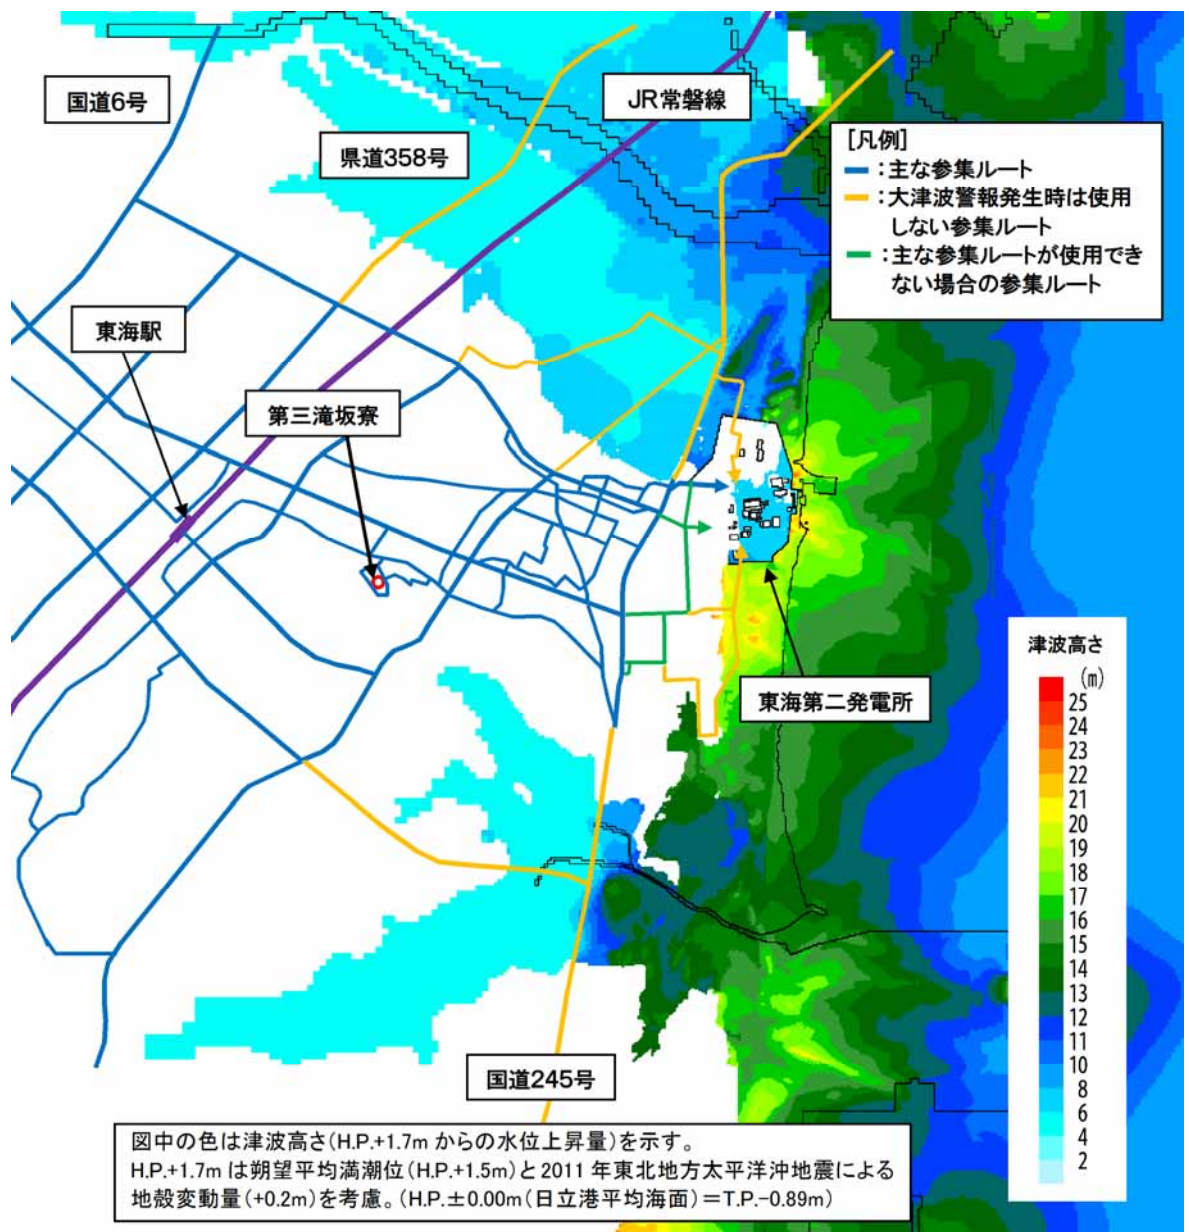 国道6号
JR常磐線
県道358号
[凡例]
:主な参集ルート
:大津波警報発生時は使用
しない参集ルート
:主な参集ルートが使用でき
ない場合の参集ルート
東海駅
第三滝坂寮
東海第二発電所
津波高さ
(m)
25
24
23
22
21
20
19
18
17
16
15
14
13
12
11
10
8
6
4
2
国道245号
図中の色は津波高さ(H.P.+1.7mからの水位上昇量)を示す。
H.P.+1.7mは朔望平均満潮位(H.P.+1.5m)と2011年東北地方太平洋沖地震による
地殻変動量(+0.2m)を考慮。(H.P.±0.00m(日立港平均海面)=T.P.-0.89m)